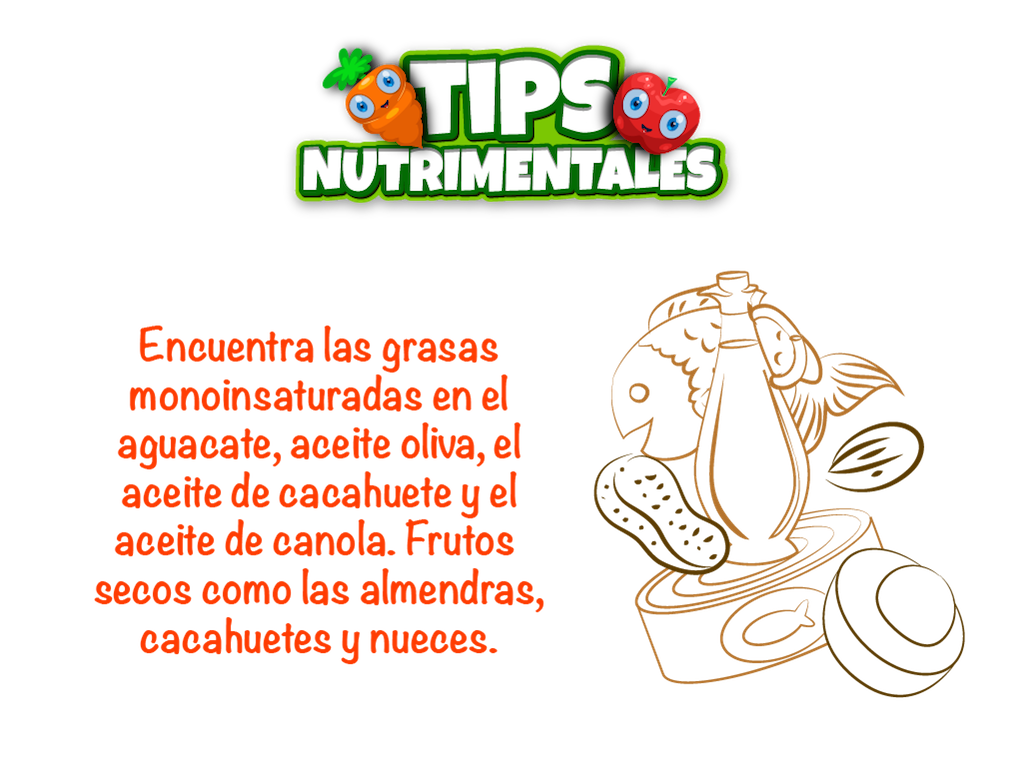 TIPS
NUTRIMENTALES
Encuentra las grasas
monoinsaturadas en el
aguacate, aceite oliva, el
aceite de cacahuete y el
aceite de canola. Frutos
secos como las almendras,
cacahuetes y nueces.